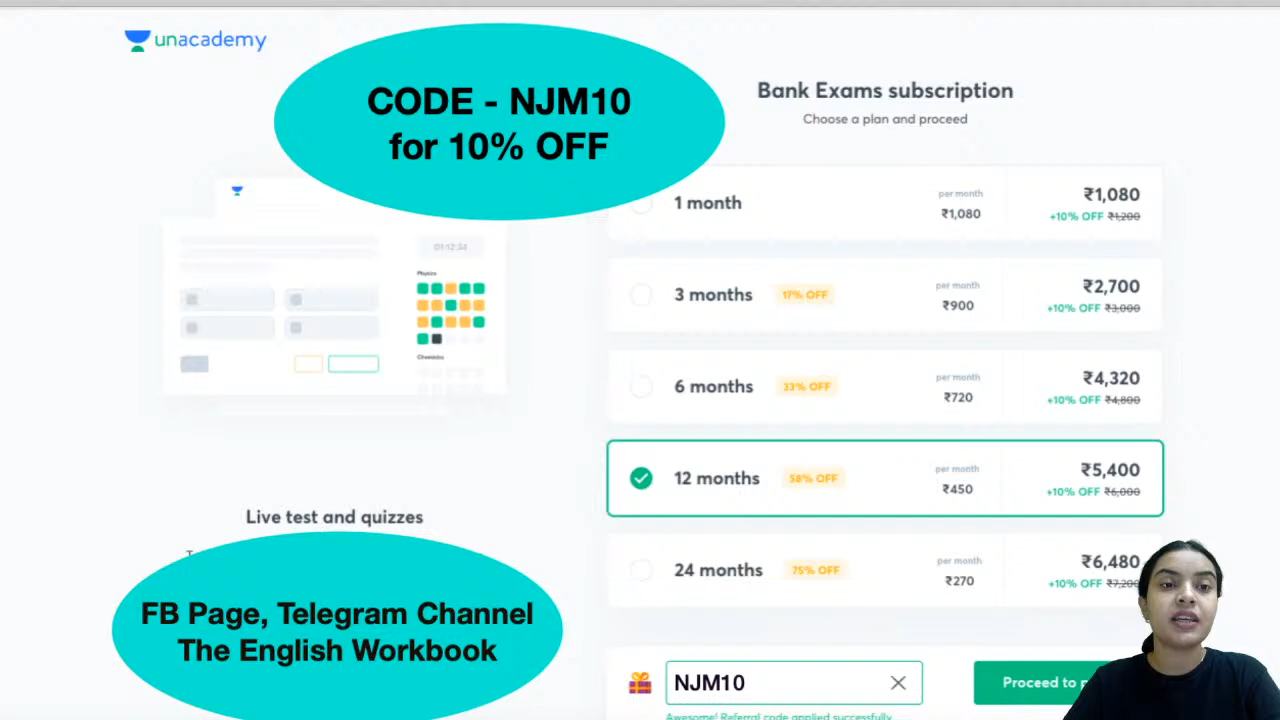 unacademy
CODE - NJM10
for 10% OFF
Bank Exams subscription
Choose a plan and proceed
1 month
per month
₹1,080
₹1,080
+10% OFF ₹1,200
3 months
17% OFF
per month
₹900
₹2,700
+10% OFF ₹3,000
6 months
33% OFF
per month
₹720
₹4,320
+10% OFF ₹4,800
12 months
58% OFF
per month
₹450
₹5,400
+10% OFF ₹6,000
24 months
75% OFF
per month
₹270
₹6,480
+10% OFF ₹7,200
01:12:34
Physics
Chemistry
Live test and quizzes
FB Page, Telegram Channel
The English Workbook
NJM10
Proceed to
Awesome! Referral code applied successfully.